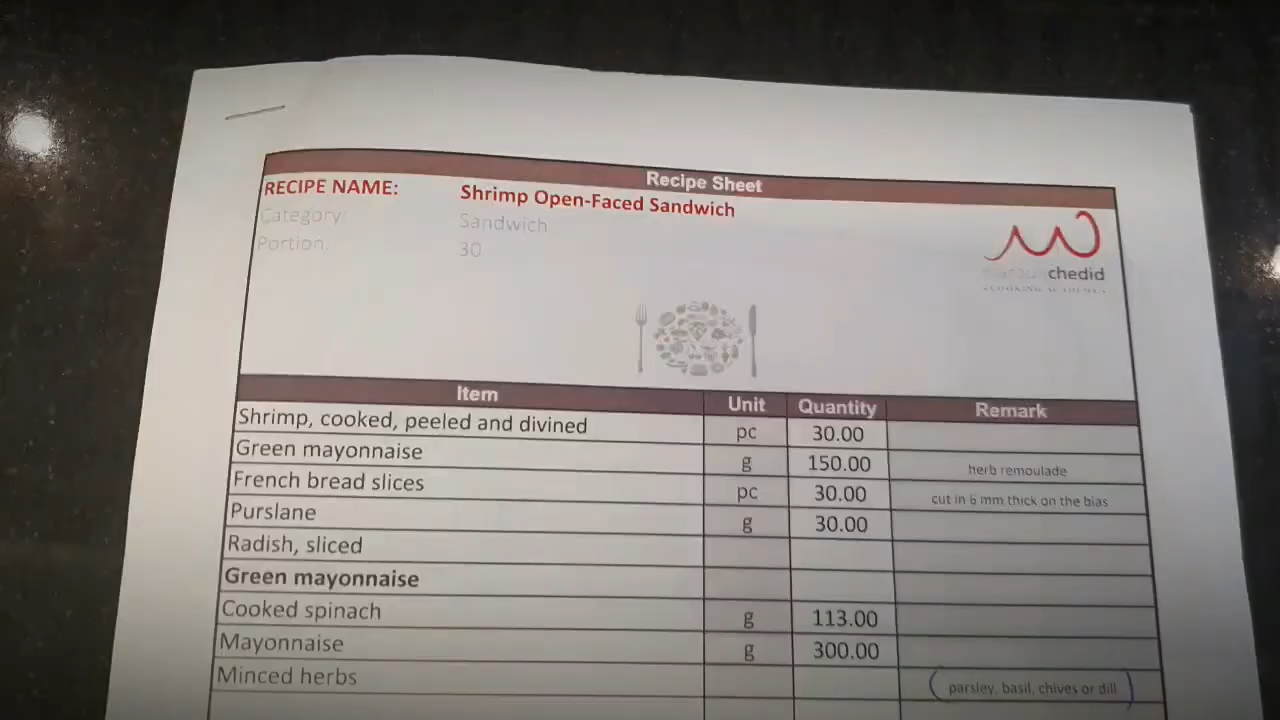 Recipe Sheet
RECIPE NAME: Shrimp Open-Faced Sandwich
Category: Sandwich
Portion: 30
chedid
Item Unit Quantity Remark
Shrimp, cooked, peeled and divined pc 30.00
Green mayonnaise g 150.00 herb remoulade
French bread slices pc 30.00 cut in 6 mm thick on the bias
Purslane g 30.00
Radish, sliced
Green mayonnaise
Cooked spinach g 113.00
Mayonnaise g 300.00
Minced herbs (parsley, basil, chives or dill)